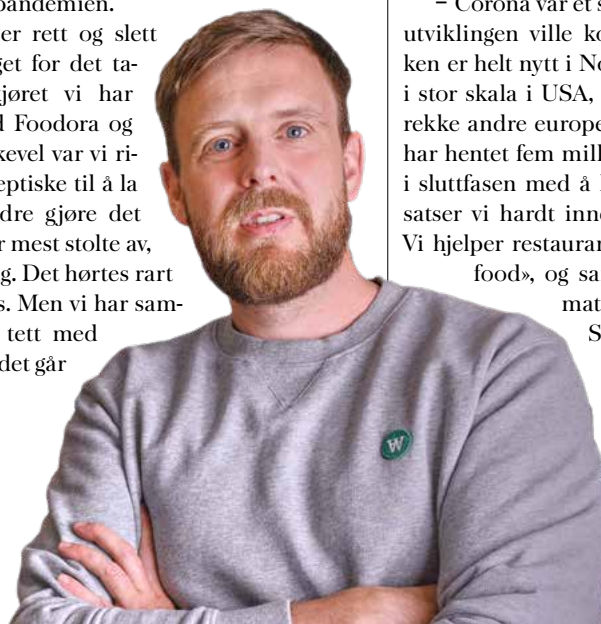 pandemien.
er rett og slett
get for det ta-
kjøret vi har
d Foodora og
kevel var vi ri-
eptiske til å la
dre gjøre det
r mest stolte av,
g. Det hørtes rart
s. Men vi har sam-
tett med
det går
– Corona var et s
utviklingen ville ko
ken er helt nytt i No
i stor skala i USA,
rekke andre europe
har hentet fem mill
i sluttfasen med å
satser vi hardt inne
Vi hjelper restauran
food», og sa
mat
S
W